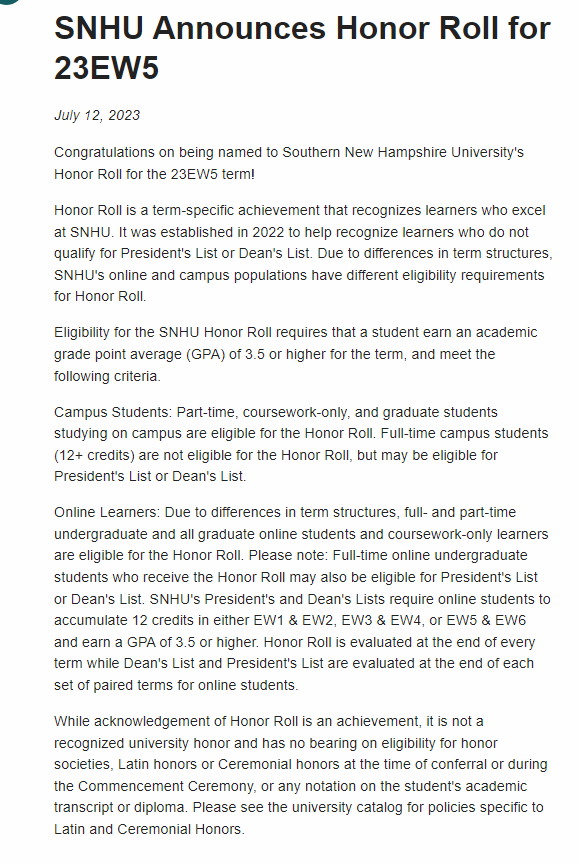 SNHU Announces Honor Roll for
23EW5
July 12, 2023
Congratulations on being named to Southern New Hampshire University's
Honor Roll for the 23EW5 term!
Honor Roll is a term-specific achievement that recognizes learners who excel
at SNHU. It was established in 2022 to help recognize learners who do not
qualify for President's List or Dean's List. Due to differences in term structures,
SNHU's online and campus populations have different eligibility requirements
for Honor Roll.
Eligibility for the SNHU Honor Roll requires that a student earn an academic
grade point average (GPA) of 3.5 or higher for the term, and meet the
following criteria.
Campus Students: Part-time, coursework-only, and graduate students
studying on campus are eligible for the Honor Roll. Full-time campus students
(12+ credits) are not eligible for the Honor Roll, but may be eligible for
President's List or Dean's List.
Online Learners: Due to differences in term structures, full- and part-time
undergraduate and all graduate online students and coursework-only learners
are eligible for the Honor Roll. Please note: Full-time online undergraduate
students who receive the Honor Roll may also be eligible for President's List
or Dean's List. SNHU's President's and Dean's Lists require online students to
accumulate 12 credits in either EW1 & EW2, EW3 & EW4, or EW5 & EW6
and earn a GPA of 3.5 or higher. Honor Roll is evaluated at the end of every
term while Dean's List and President's List are evaluated at the end of each
set of paired terms for online students.
While acknowledgement of Honor Roll is an achievement, it is not a
recognized university honor and has no bearing on eligibility for honor
societies, Latin honors or Ceremonial honors at the time of conferral or during
the Commencement Ceremony, or any notation on the student's academic
transcript or diploma. Please see the university catalog for policies specific to
Latin and Ceremonial Honors.